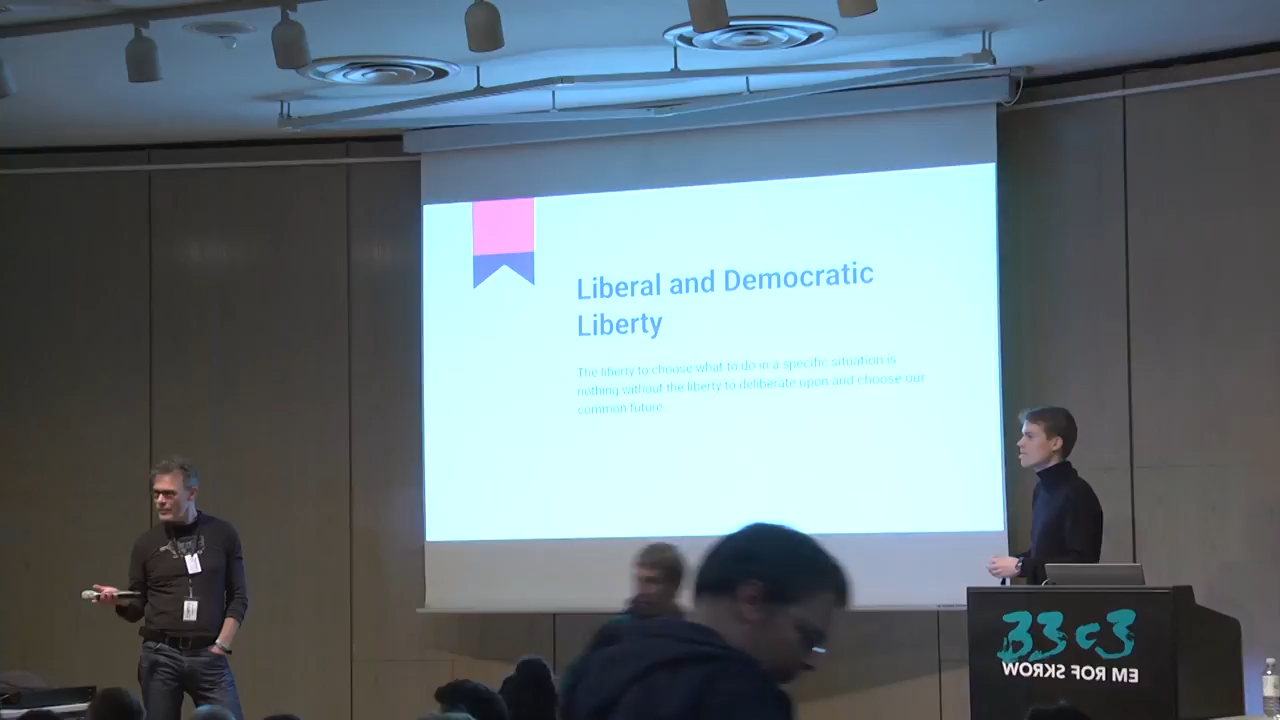 Liberal and Democratic
Liberty
The liberty to choose what to do in a specific situation is
nothing without the liberty to deliberate upon and choose our
common future.
33c3
WORKS FOR ME